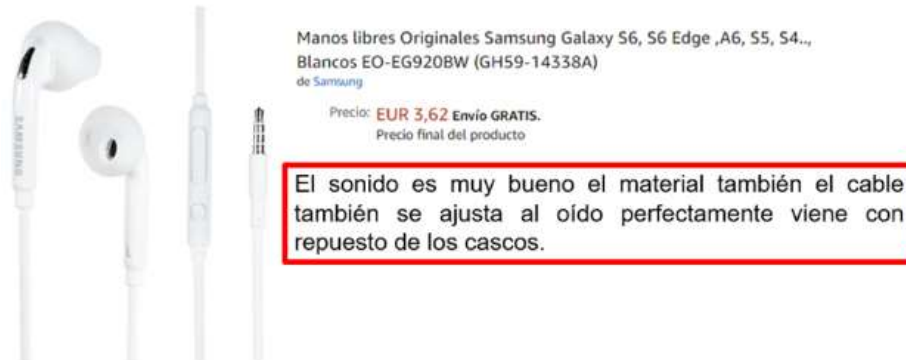 SAMSUNG
Manos libres Originales Samsung Galaxy S6, S6 Edge ,A6, S5, S4..,
Blancos EO-EG920BW (GH59-14338A)
de Samsung
Precio: EUR 3,62 Envío GRATIS.
Precio final del producto
El sonido es muy bueno el material también el cable
también se ajusta al oído perfectamente viene con
repuesto de los cascos.